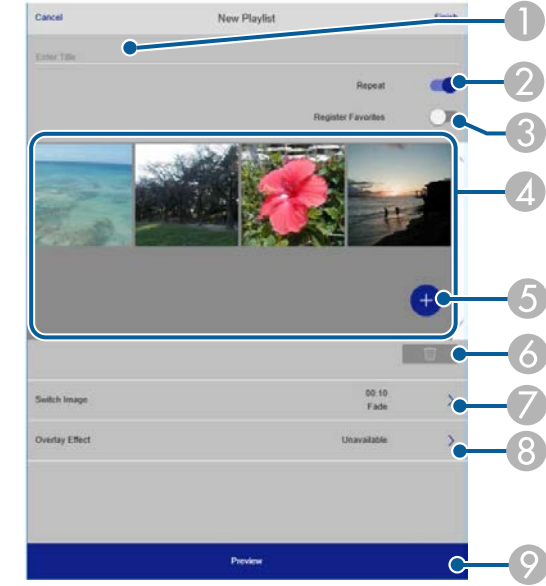 Cancel New Playlist Finish
1
Enter Title
Repeat 2
Register Favorites 3
4
+ 5
6
Switch Image 00:10 7
Fade
Overlay Effect Unavailable 8
Preview 9